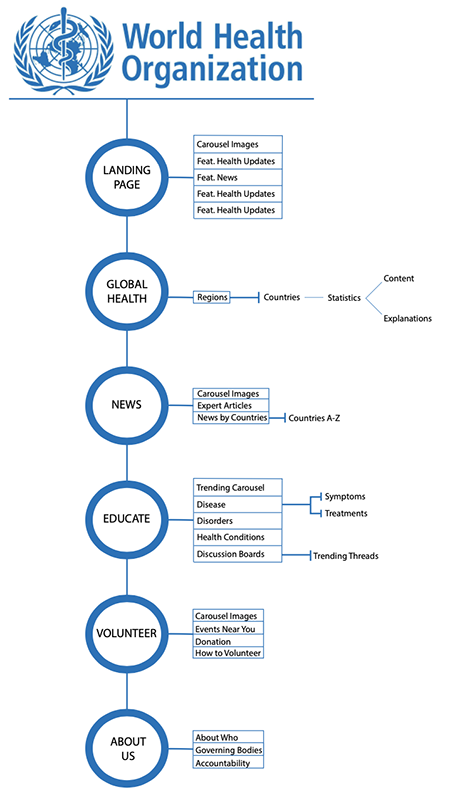 World Health
Organization
LANDING
PAGE
Carousel Images
Feat. Health Updates
Feat. News
Feat. Health Updates
Feat. Health Updates
GLOBAL
HEALTH
Regions
Countries
Statistics
Content
Explanations
NEWS
Carousel Images
Expert Articles
News by Countries
Countries A-Z
EDUCATE
Trending Carousel
Disease
Symptoms
Treatments
Disorders
Health Conditions
Discussion Boards
Trending Threads
VOLUNTEER
Carousel Images
Events Near You
Donation
How to Volunteer
ABOUT
US
About Who
Governing Bodies
Accountability